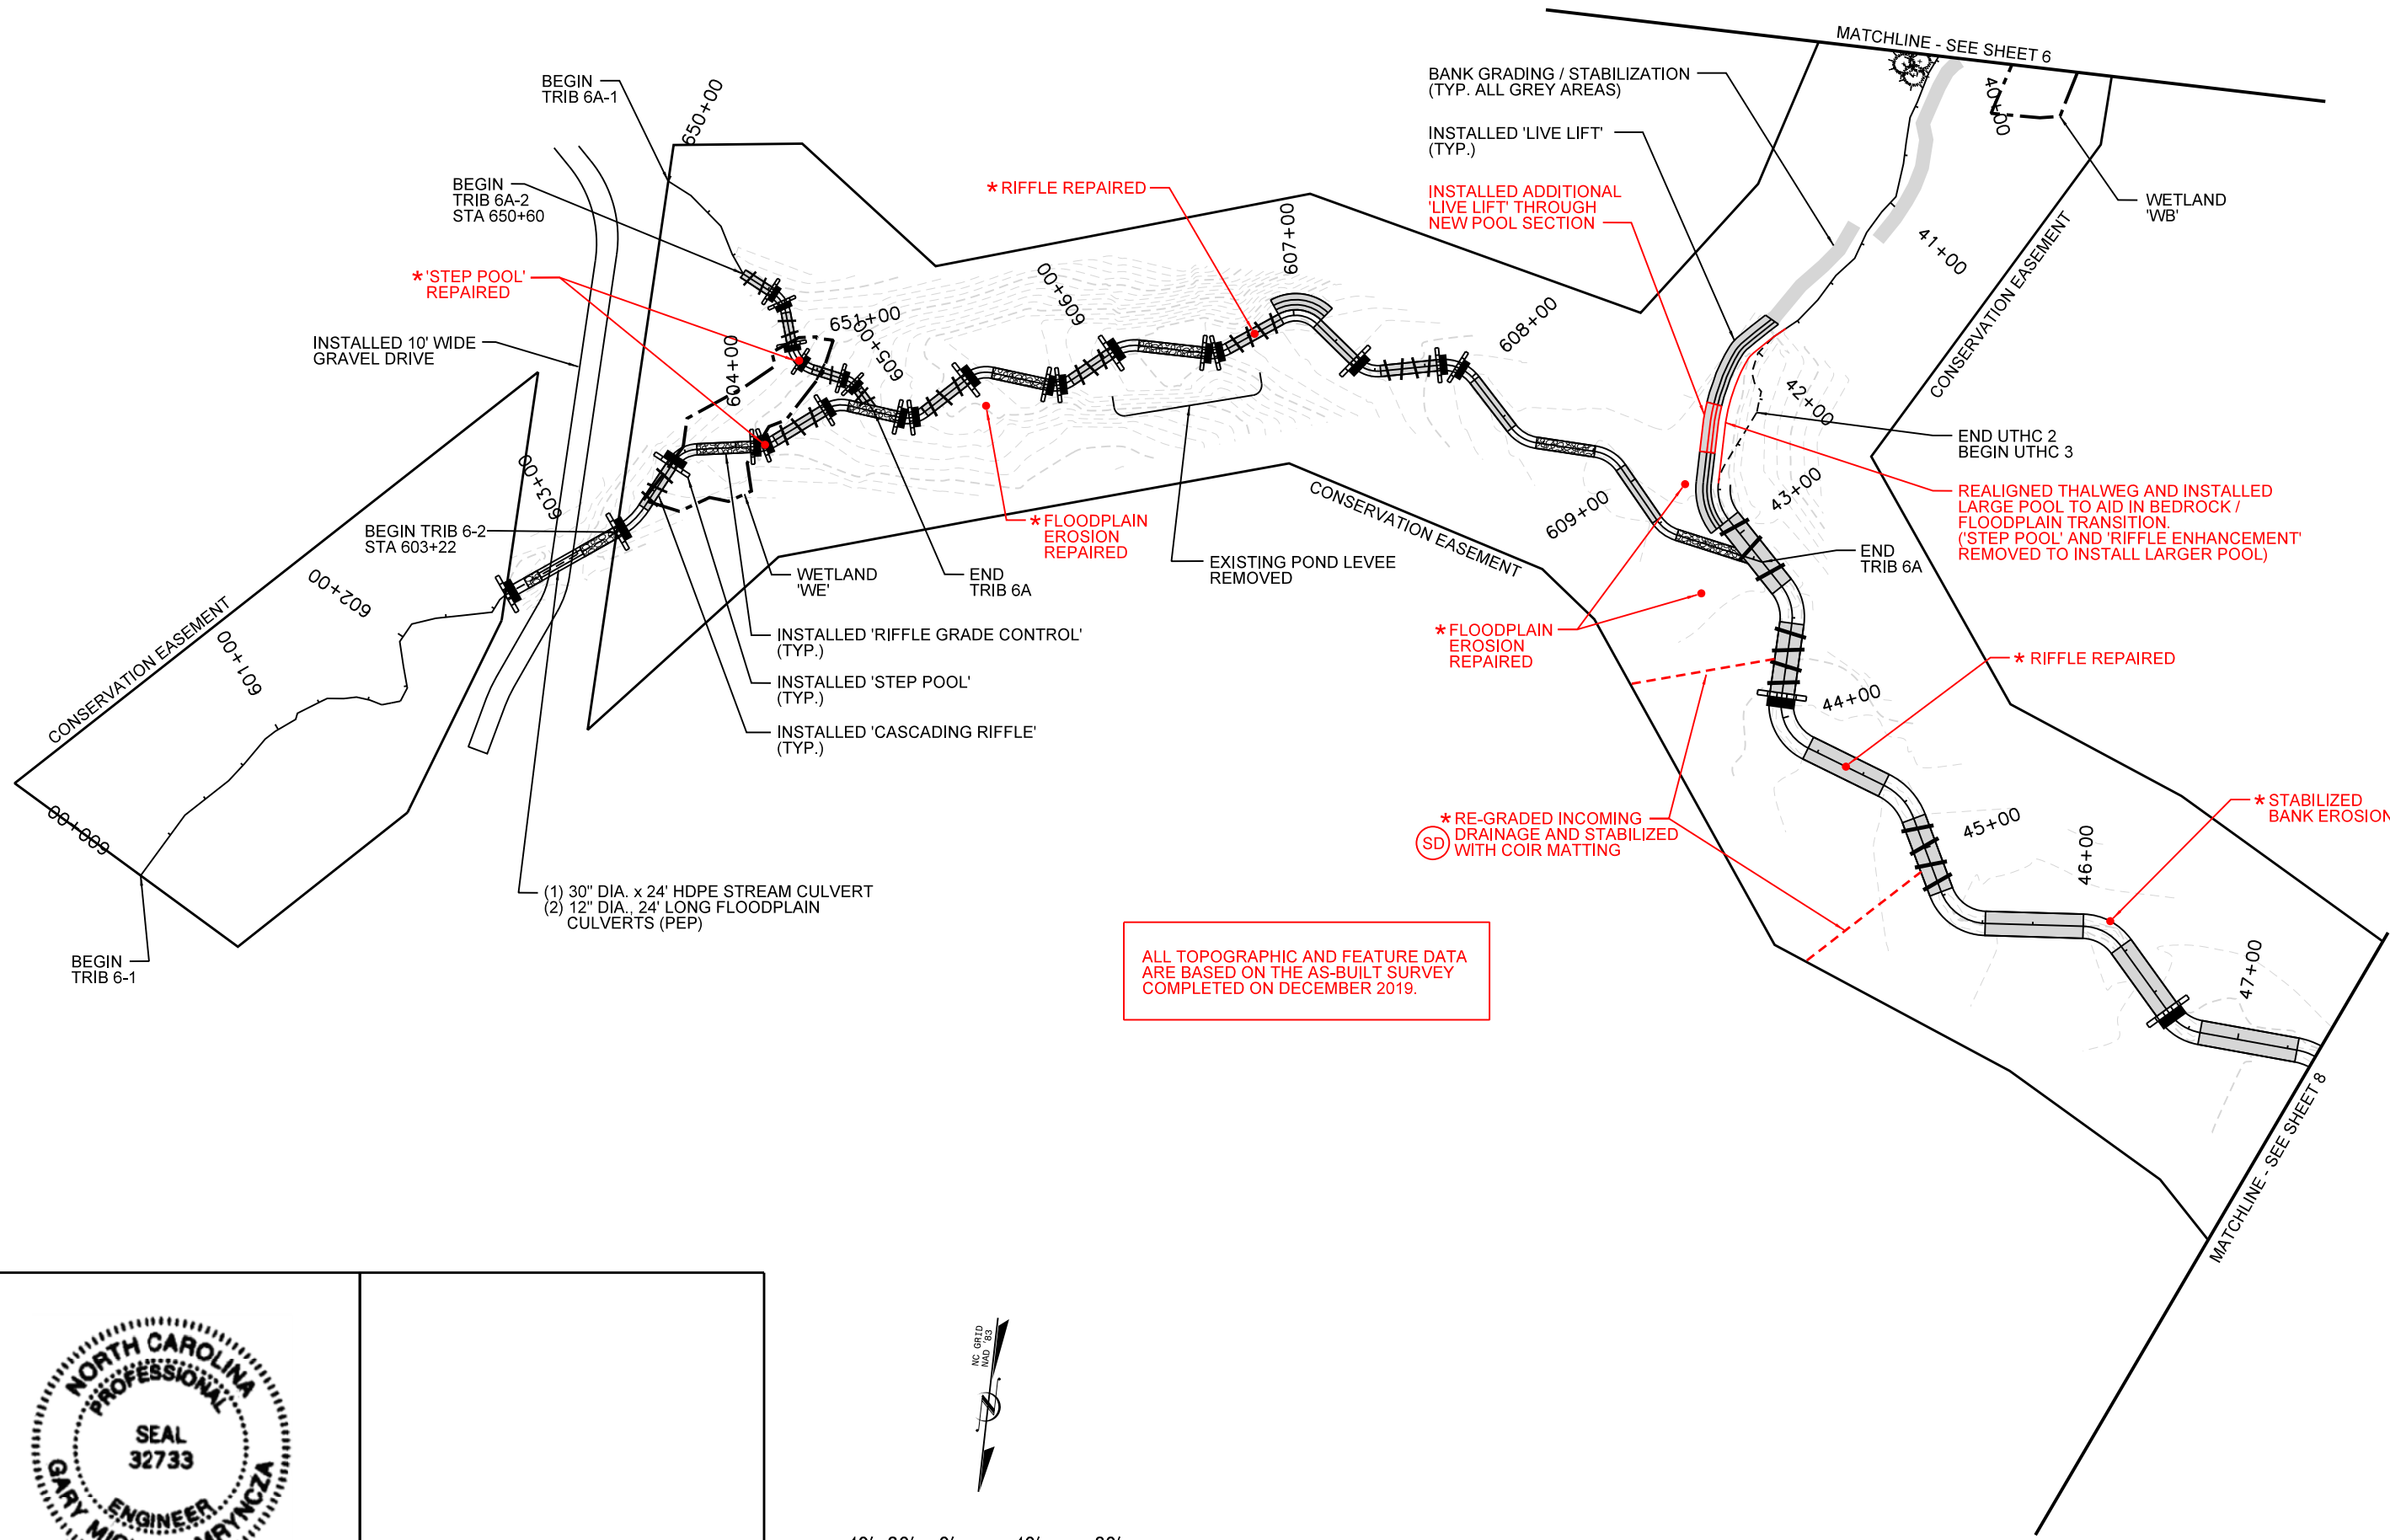 MATCHLINE - SEE SHEET 6
BEGIN
TRIB 6A-1
650+00
BANK GRADING / STABILIZATION
(TYP. ALL GREY AREAS)
40+00
INSTALLED 'LIVE LIFT'
(TYP.)
BEGIN
TRIB 6A-2
STA 650+60
* RIFFLE REPAIRED
INSTALLED ADDITIONAL
'LIVE LIFT' THROUGH
NEW POOL SECTION
WETLAND
'WB'
607+00
41+00
* 'STEP POOL'
REPAIRED
606+00
CONSERVATION EASEMENT
651+00
608+00
INSTALLED 10' WIDE
GRAVEL DRIVE
605+00
604+00
42+00
END UTHC 2
BEGIN UTHC 3
603+00
43+00
REALIGNED THALWEG AND INSTALLED
LARGE POOL TO AID IN BEDROCK /
FLOODPLAIN TRANSITION.
('STEP POOL' AND 'RIFFLE ENHANCEMENT'
REMOVED TO INSTALL LARGER POOL)
BEGIN TRIB 6-2
STA 603+22
* FLOODPLAIN
EROSION
REPAIRED
CONSERVATION EASEMENT
609+00
EXISTING POND LEVEE
REMOVED
END
TRIB 6A
WETLAND
'WE'
END
TRIB 6A
602+00
CONSERVATION EASEMENT
601+00
INSTALLED 'RIFFLE GRADE CONTROL'
(TYP.)
* FLOODPLAIN
EROSION
REPAIRED
* RIFFLE REPAIRED
INSTALLED 'STEP POOL'
(TYP.)
44+00
INSTALLED 'CASCADING RIFFLE'
(TYP.)
600+00
* RE-GRADED INCOMING
DRAINAGE AND STABILIZED
WITH COIR MATTING
SD
45+00
* STABILIZED
BANK EROSION
46+00
(1) 30" DIA. x 24' HDPE STREAM CULVERT
(2) 12" DIA., 24' LONG FLOODPLAIN
CULVERTS (PEP)
BEGIN
TRIB 6-1
ALL TOPOGRAPHIC AND FEATURE DATA
ARE BASED ON THE AS-BUILT SURVEY
COMPLETED ON DECEMBER 2019.
47+00
MATCHLINE - SEE SHEET 8
NC GRID
NAD '83
NORTH CAROLINA
PROFESSIONAL
SEAL
32733
ENGINEER
GARY